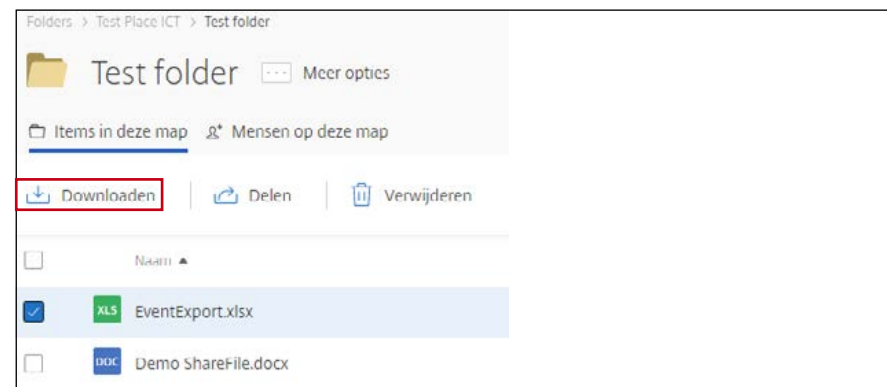 Folders > Test Place ICT > Test folder
Test folder ··· Meer opties
Items in deze map Mensen op deze map
Downloaden Delen Verwijderen
Naam ▲
XLS EventExport.xlsx
DOC Demo ShareFile.docx